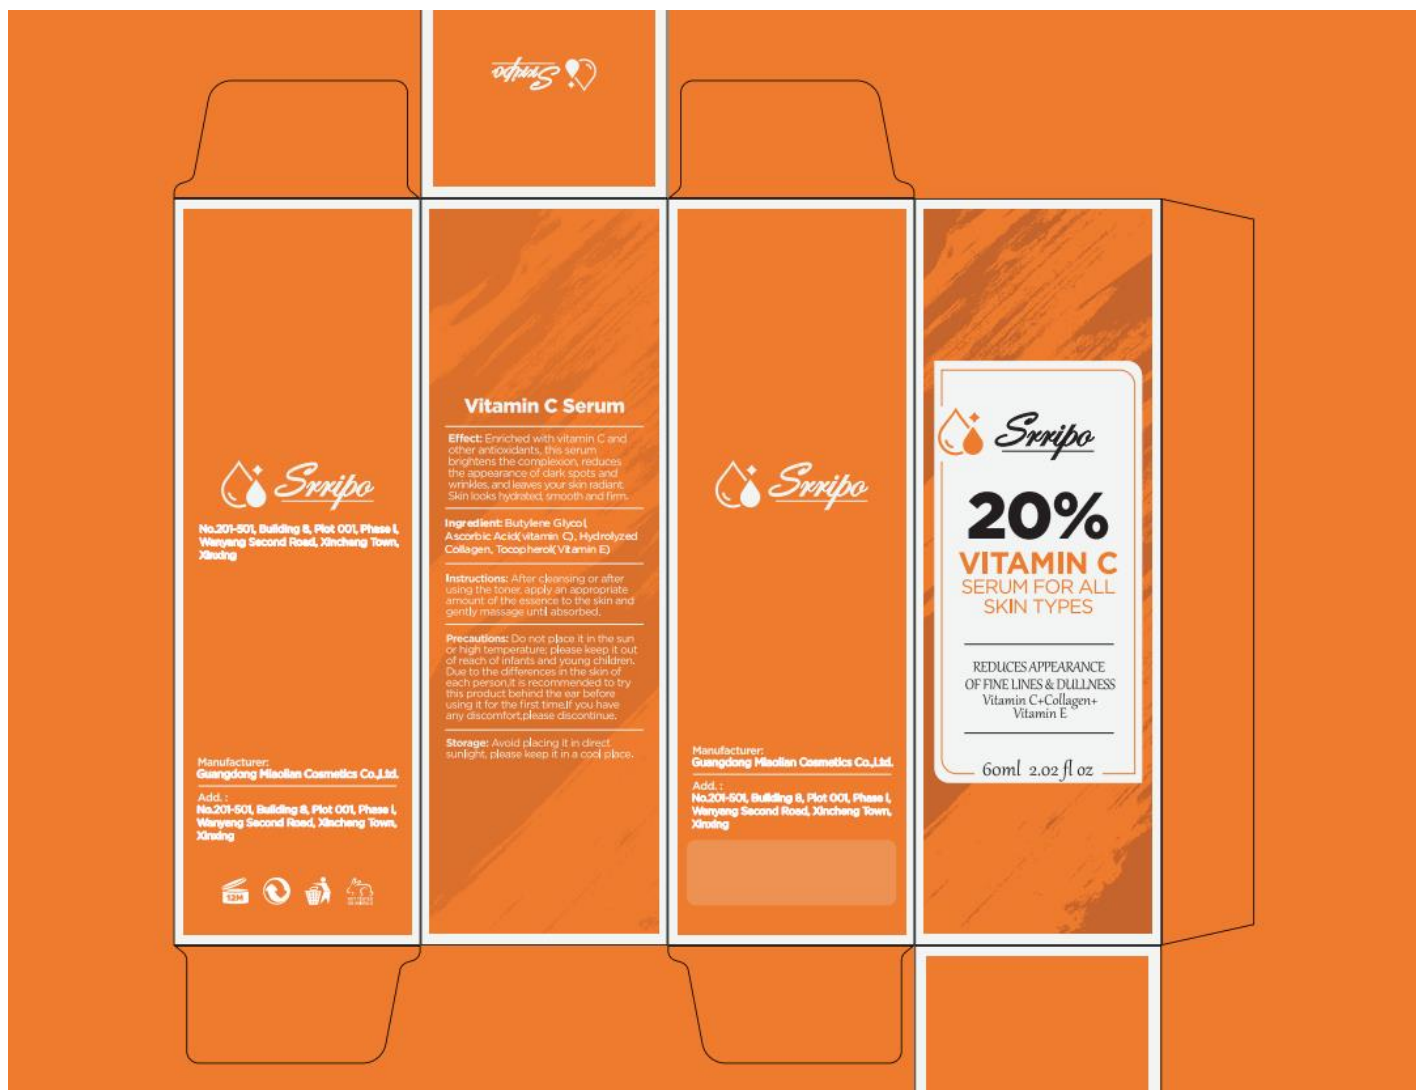 Srripo
Srripo
No.201-501, Building 8, Plot 001, Phase I,
Wanyang Second Road, Xincheng Town,
Xinxing
Manufacturer:
Guangdong Miaolian Cosmetics Co.,Ltd.
Add. :
No.201-501, Building 8, Plot 001, Phase I,
Wanyang Second Road, Xincheng Town,
Xinxing
12M
Vitamin C Serum
Effect: Enriched with vitamin C and
other antioxidants, this serum
brightens the complexion, reduces
the appearance of dark spots and
wrinkles, and leaves your skin radiant.
Skin looks hydrated, smooth and firm.
Ingredient: Butylene Glycol,
Ascorbic Acid(vitamin C), Hydrolyzed
Collagen, Tocopherol(Vitamin E)
Instructions: After cleansing or after
using the toner, apply an appropriate
amount of the essence to the skin and
gently massage until absorbed.
Precautions: Do not place it in the sun
or high temperature; please keep it out
of reach of infants and young children.
Due to the differences in the skin of
each person,it is recommended to try
this product behind the ear before
using it for the first time.If you have
any discomfort,please discontinue.
Storage: Avoid placing it in direct
sunlight, please keep it in a cool place.
Srripo
Manufacturer:
Guangdong Miaolian Cosmetics Co.,Ltd.
Add. :
No.201-501, Building 8, Plot 001, Phase I,
Wanyang Second Road, Xincheng Town,
Xinxing
Srripo
20%
VITAMIN C
SERUM FOR ALL
SKIN TYPES
REDUCES APPEARANCE
OF FINE LINES & DULLNESS
Vitamin C+Collagen+
Vitamin E
60ml 2.02 fl oz